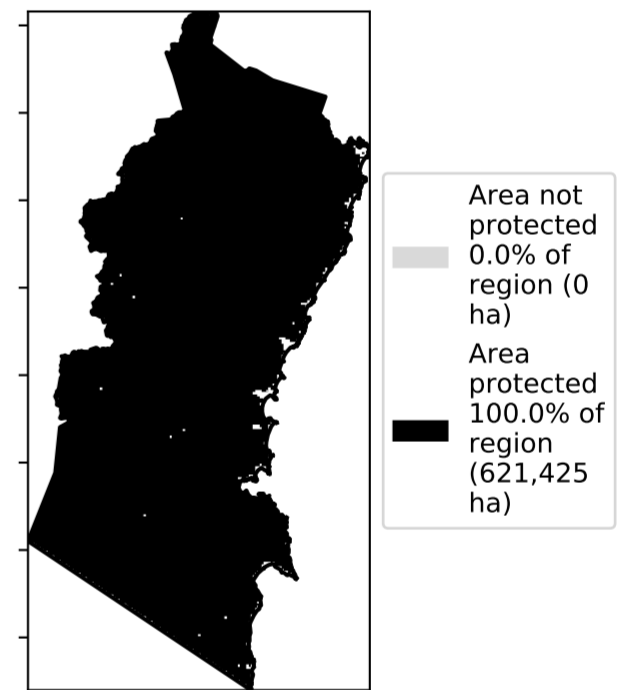 Area not
protected
0.0% of
region (0
ha)
Area
protected
100.0% of
region
(621,425
ha)